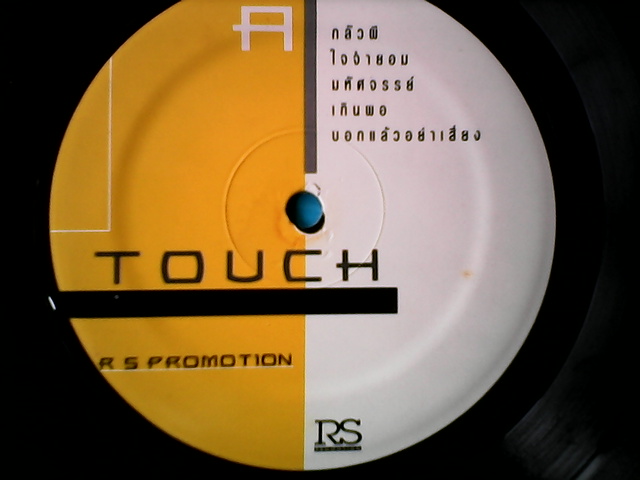 A
กลัวผี
ใจง่ายอม
มหัศจรรย์
เกินพอ
บอกแล้วอย่าเสี่ยง
TOUCH
R S PROMOTION
RS